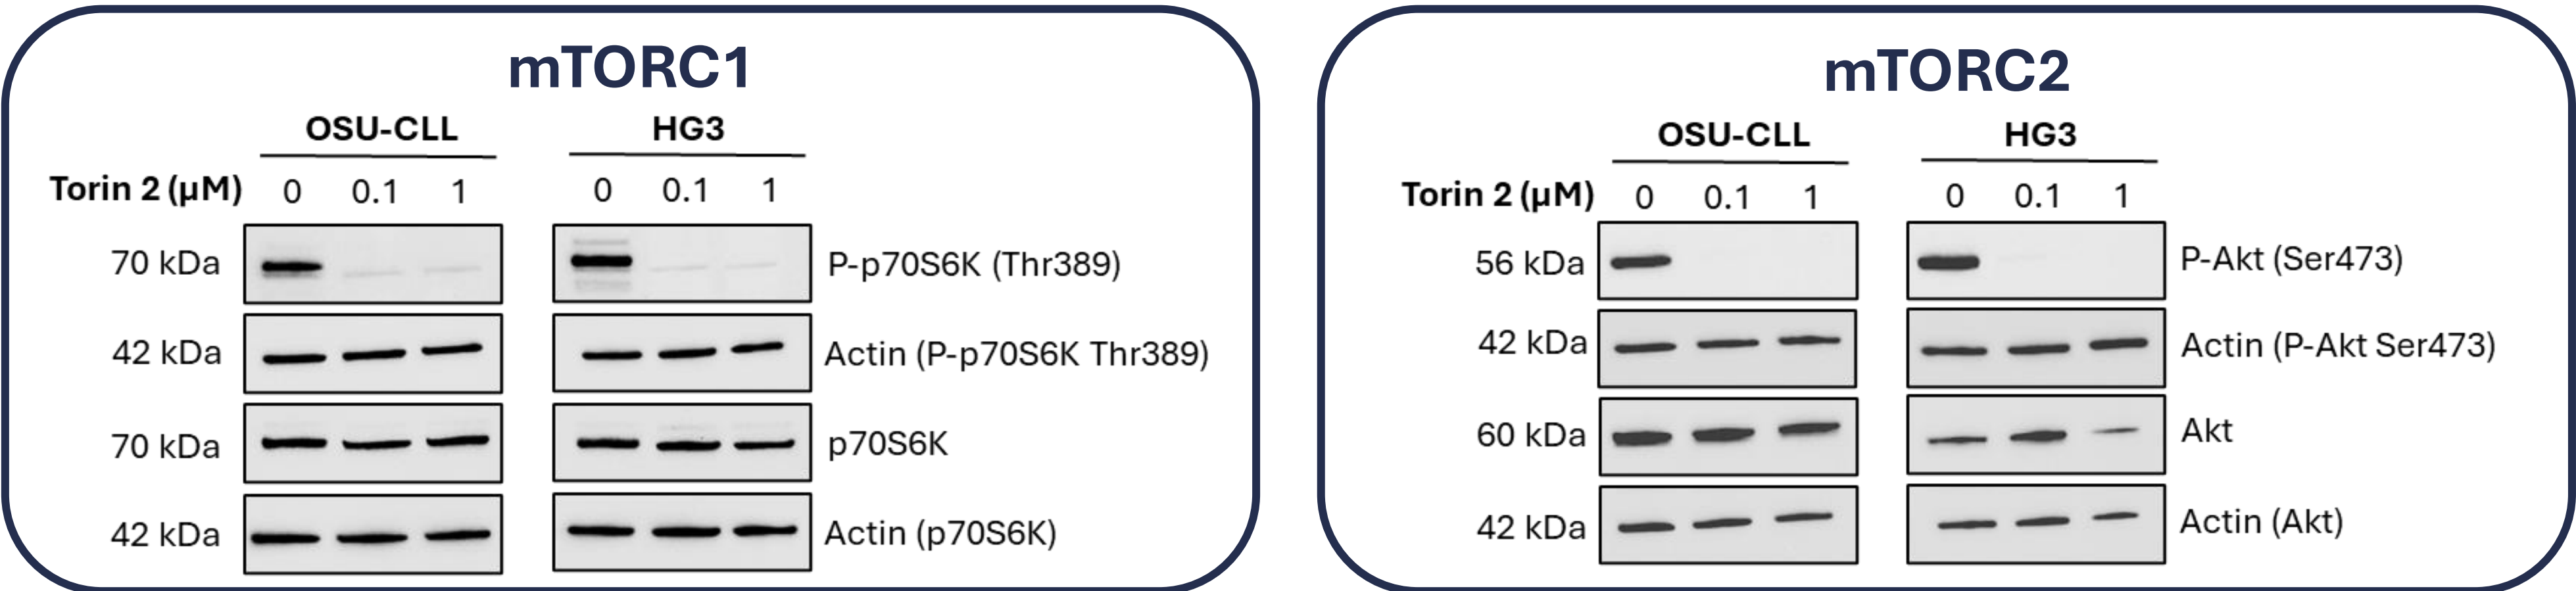 mTORC1
OSU-CLL HG3
Torin 2 (µM) 0 0.1 1 0 0.1 1
70 kDa P-p70S6K (Thr389)
42 kDa Actin (P-p70S6K Thr389)
70 kDa p70S6K
42 kDa Actin (p70S6K)
mTORC2
OSU-CLL HG3
Torin 2 (µM) 0 0.1 1 0 0.1 1
56 kDa P-Akt (Ser473)
42 kDa Actin (P-Akt Ser473)
60 kDa Akt
42 kDa Actin (Akt)